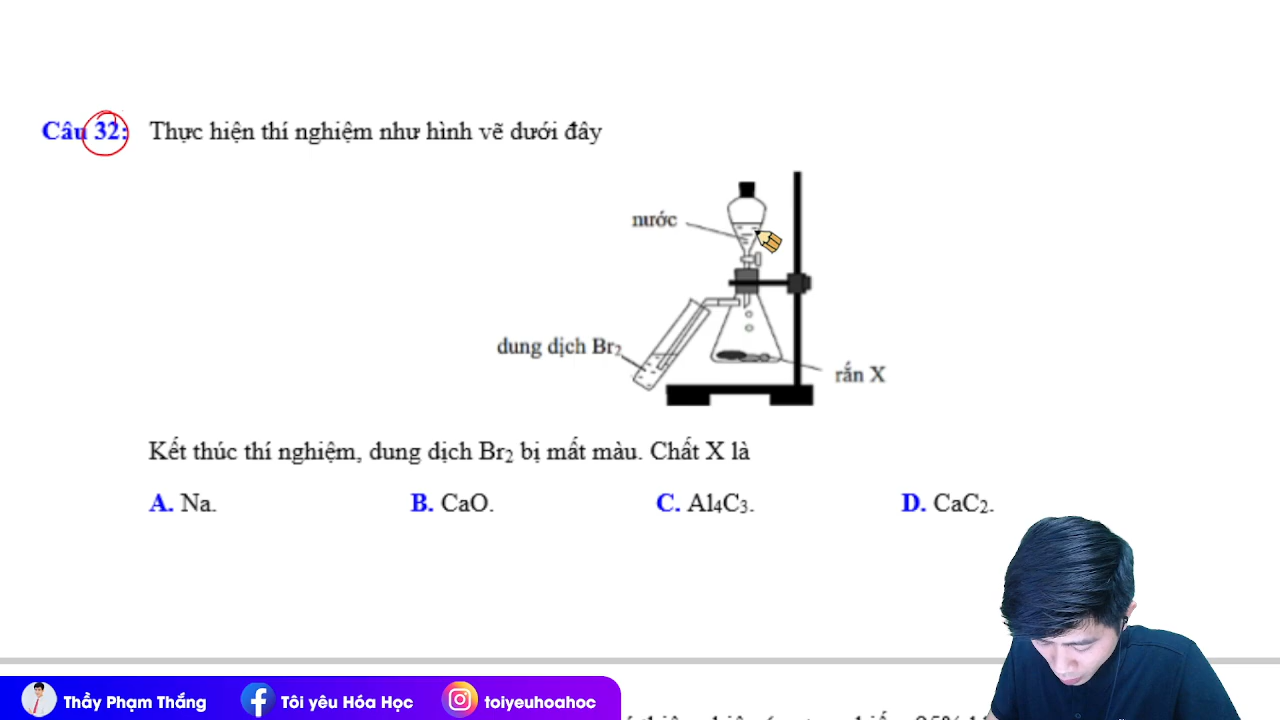 Câu 32: Thực hiện thí nghiệm như hình vẽ dưới đây
nước
dung dịch Br₂
rắn X
Kết thúc thí nghiệm, dung dịch Br₂ bị mất màu. Chất X là
A. Na. B. CaO. C. Al₄C₃. D. CaC₂.
Thầy Phạm Thắng Tôi yêu Hóa Học toiyeuhoahoc